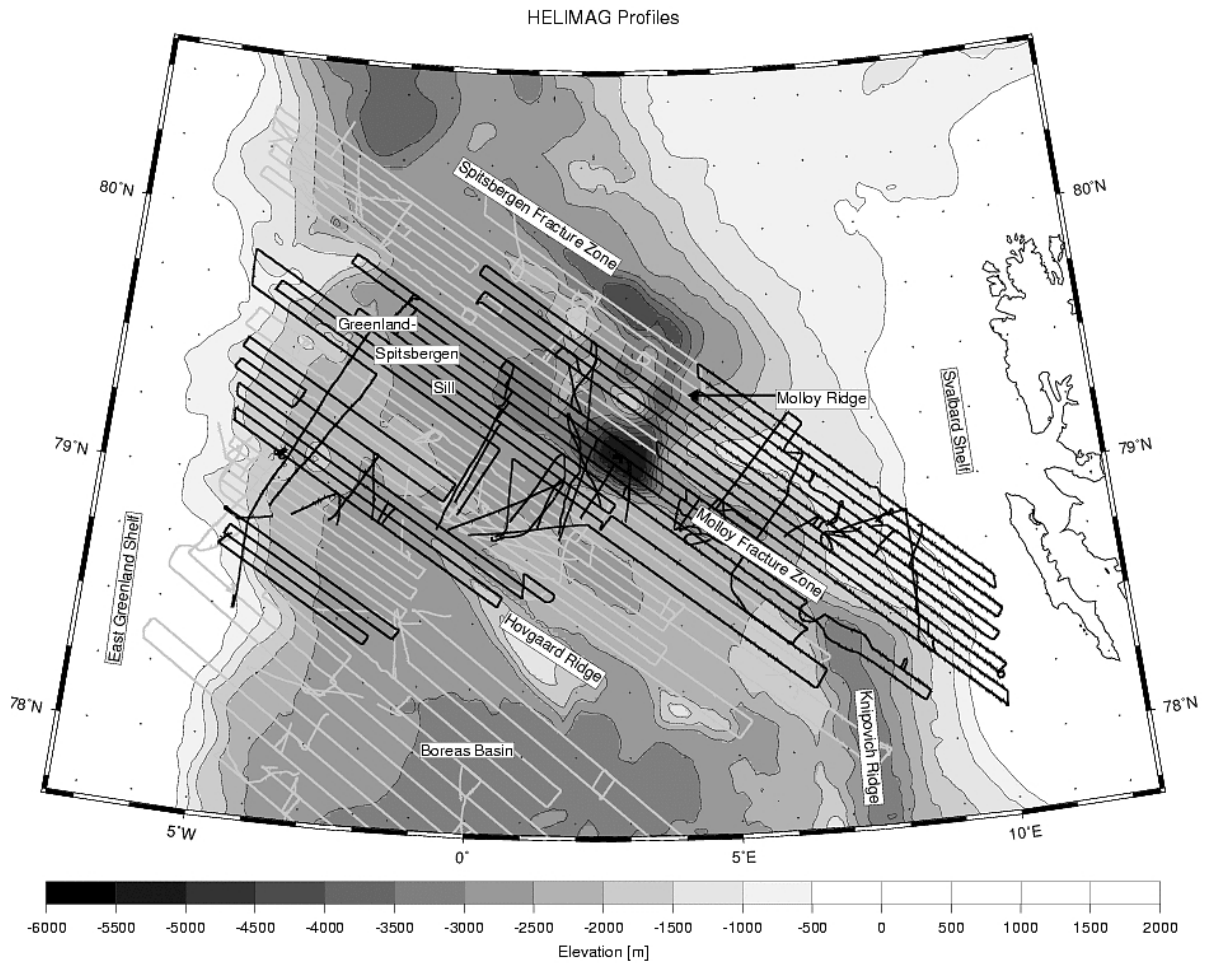 HELIMAG Profiles
80˚N
80˚N
Spitsbergen Fracture Zone
Greenland-
Spitsbergen
Sill
Molloy Ridge
Svalbard Shelf
79˚N
79˚N
Molloy Fracture Zone
East Greenland Shelf
Hovgaard Ridge
Knipovich Ridge
78˚N
78˚N
Boreas Basin
5˚W
0˚
5˚E
10˚E
-6000 -5500 -5000 -4500 -4000 -3500 -3000 -2500 -2000 -1500 -1000 -500 0 500 1000 1500 2000
Elevation [m]